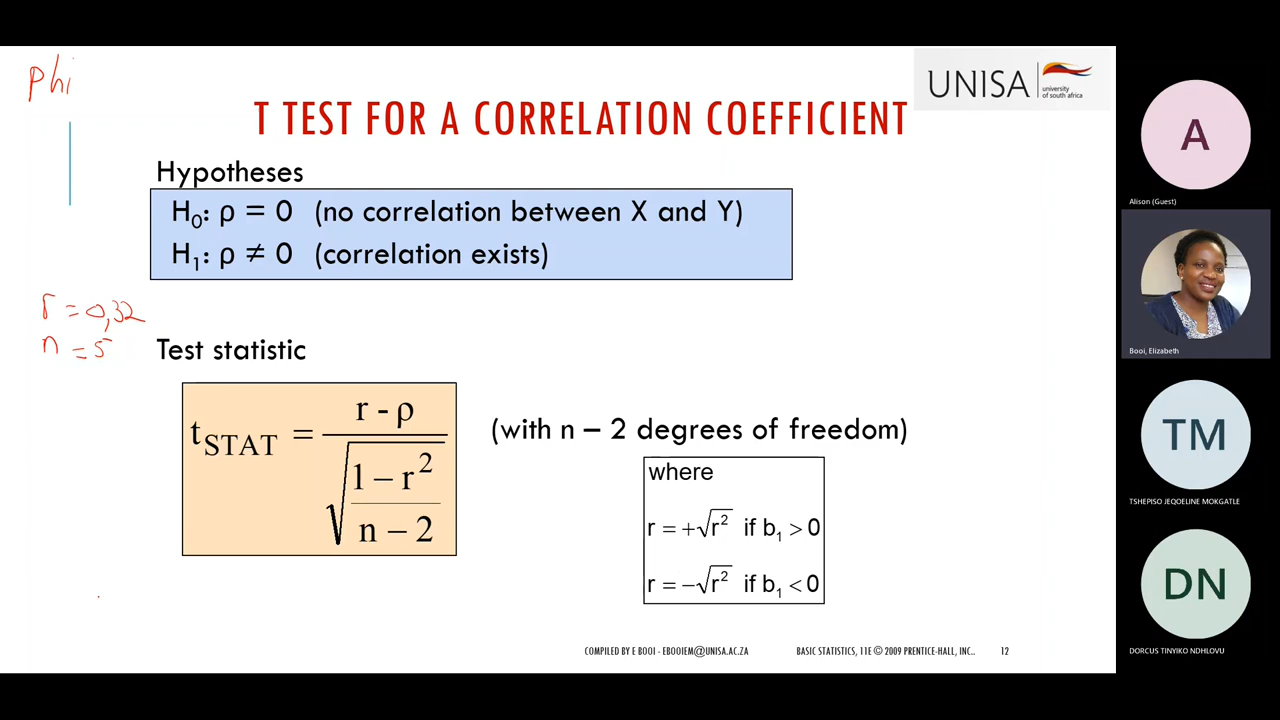 phi
UNISA
university
of south africa
T TEST FOR A CORRELATION COEFFICIENT
Hypotheses
H0: ρ = 0 (no correlation between X and Y)
H1: ρ ≠ 0 (correlation exists)
r = 0,32
n = 5
Test statistic
tSTAT = (r - ρ) / √((1 – r²) / (n – 2))
(with n – 2 degrees of freedom)
where
r = +√r² if b1 > 0
r = –√r² if b1 < 0
COMPILED BY E BOOI - EBOOIEM@UNISA.AC.ZA
BASIC STATISTICS, 11E © 2009 PRENTICE-HALL, INC..
12
A
Alison (Guest)
Booi, Elizabeth
TM
TSHEPISO JEQOELINE MOKGATLE
DN
DORCUS TINYIKO NDHLOVU